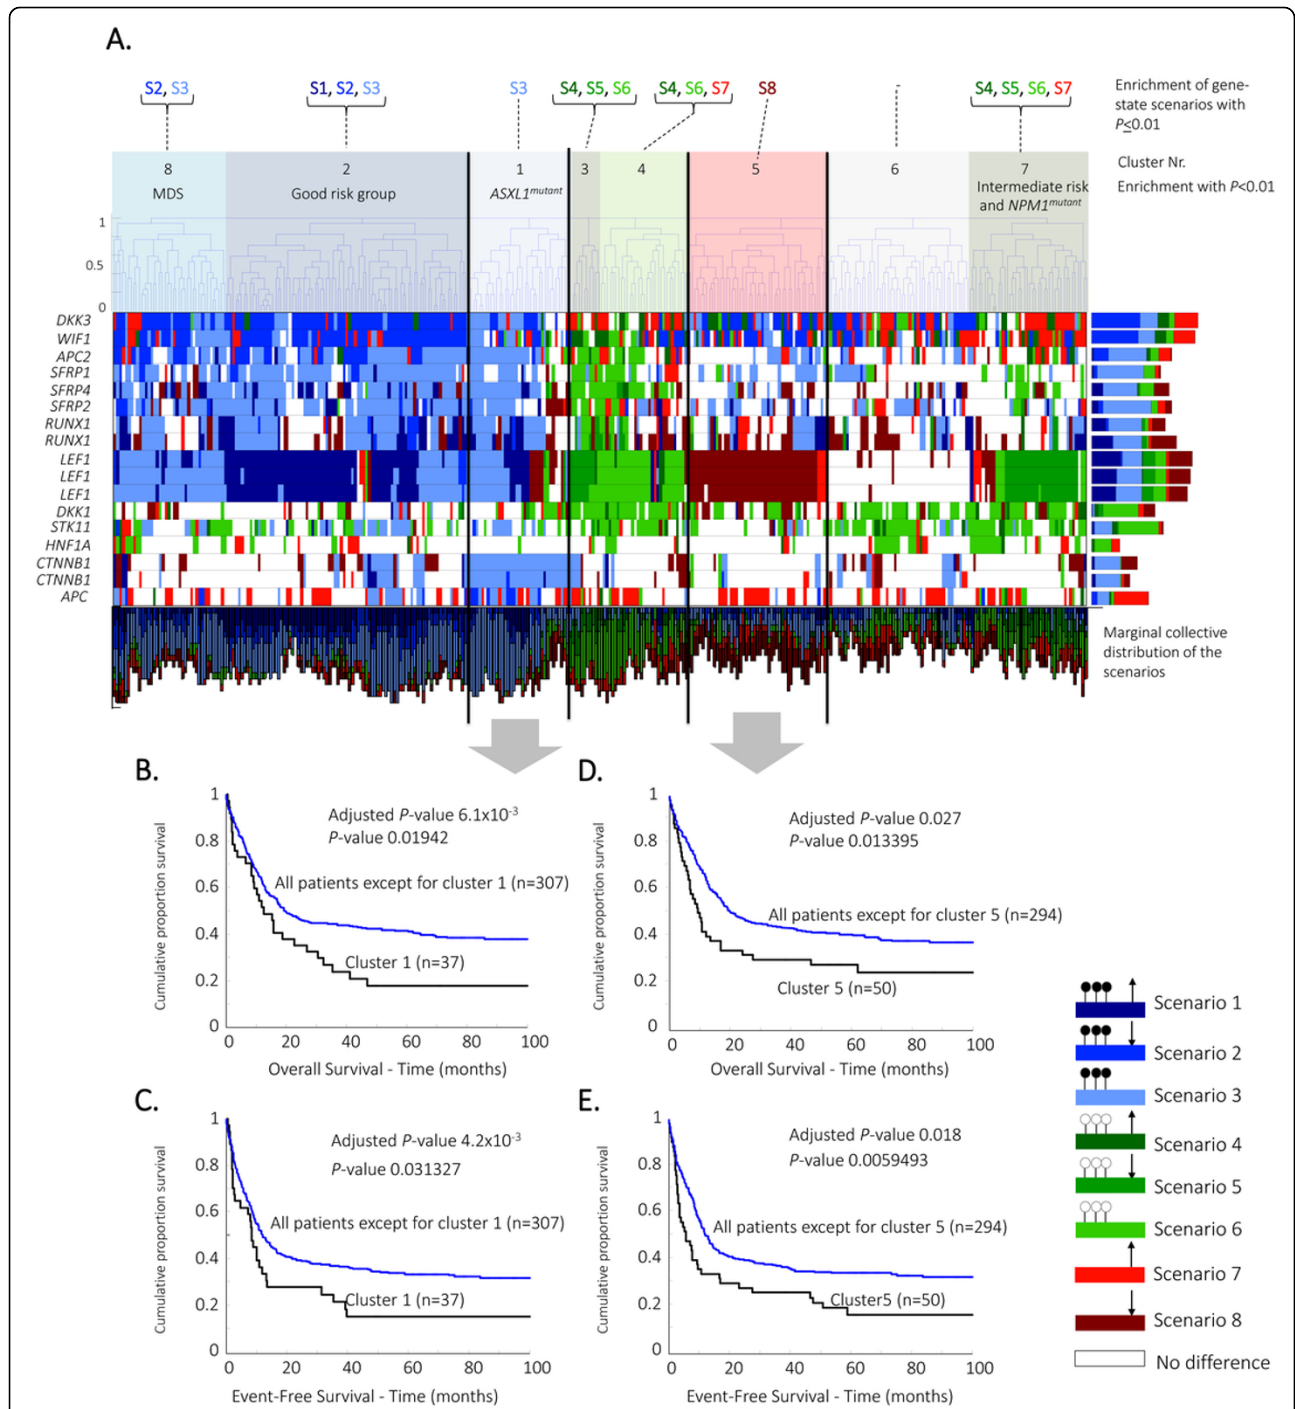 A.
S2, S3
S1, S2, S3
S3
S4, S5, S6
S4, S6, S7
S8
S4, S5, S6, S7
Enrichment of gene-
state scenarios with
P≤0.01
8
2
1
3
4
5
6
7
Cluster Nr.
MDS
Good risk group
ASXL1mutant
Intermediate risk
and NPM1mutant
Enrichment with P<0.01
1
0.5
0
DKK3
WIF1
APC2
SFRP1
SFRP4
SFRP2
RUNX1
RUNX1
LEF1
LEF1
LEF1
DKK1
STK11
HNF1A
CTNNB1
CTNNB1
APC
Marginal collective
distribution of the
scenarios
B.
Cumulative proportion survival
1
0.8
0.6
0.4
0.2
0
Adjusted P-value 6.1x10-3
P-value 0.01942
All patients except for cluster 1 (n=307)
Cluster 1 (n=37)
0 20 40 60 80 100
Overall Survival - Time (months)
D.
Cumulative proportion survival
1
0.8
0.6
0.4
0.2
0
Adjusted P-value 0.027
P-value 0.013395
All patients except for cluster 5 (n=294)
Cluster 5 (n=50)
0 20 40 60 80 100
Overall Survival - Time (months)
C.
Cumulative proportion survival
1
0.8
0.6
0.4
0.2
0
Adjusted P-value 4.2x10-3
P-value 0.031327
All patients except for cluster 1 (n=307)
Cluster 1 (n=37)
0 20 40 60 80 100
Event-Free Survival - Time (months)
E.
Cumulative proportion survival
1
0.8
0.6
0.4
0.2
0
Adjusted P-value 0.018
P-value 0.0059493
All patients except for cluster 5 (n=294)
Cluster5 (n=50)
0 20 40 60 80 100
Event-Free Survival - Time (months)
Scenario 1
Scenario 2
Scenario 3
Scenario 4
Scenario 5
Scenario 6
Scenario 7
Scenario 8
No difference